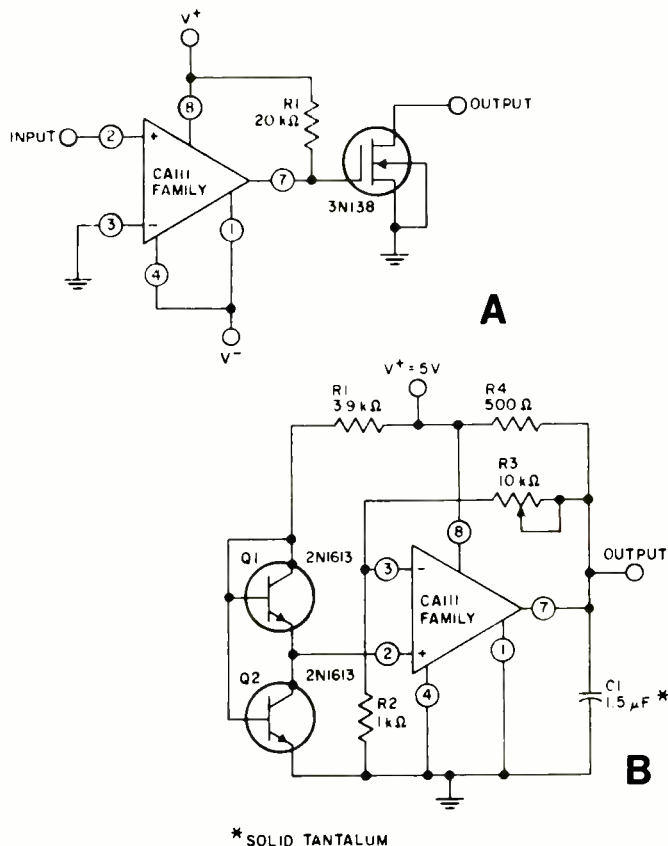 V+
R1
20 kΩ
OUTPUT
8
INPUT
2
+
CA111
FAMILY
7
3N138
3
-
1
4
V-
A
V+ = 5V
R1
3.9 kΩ
R4
500 Ω
R3
10 kΩ
8
Q1
2N1613
3
-
OUTPUT
CA111
FAMILY
7
Q2
2N1613
2
+
1
4
R2
1 kΩ
C1
1.5 μF *
B
* SOLID TANTALUM